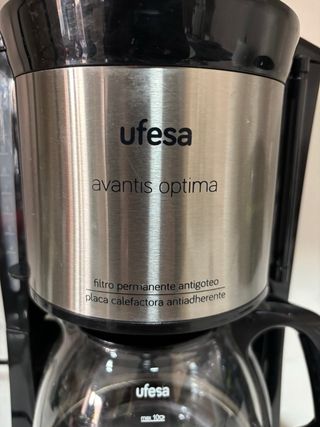 ufesa
avantis optima
filtro permanente antigoteo
placa calefactora antiadherente
ufesa